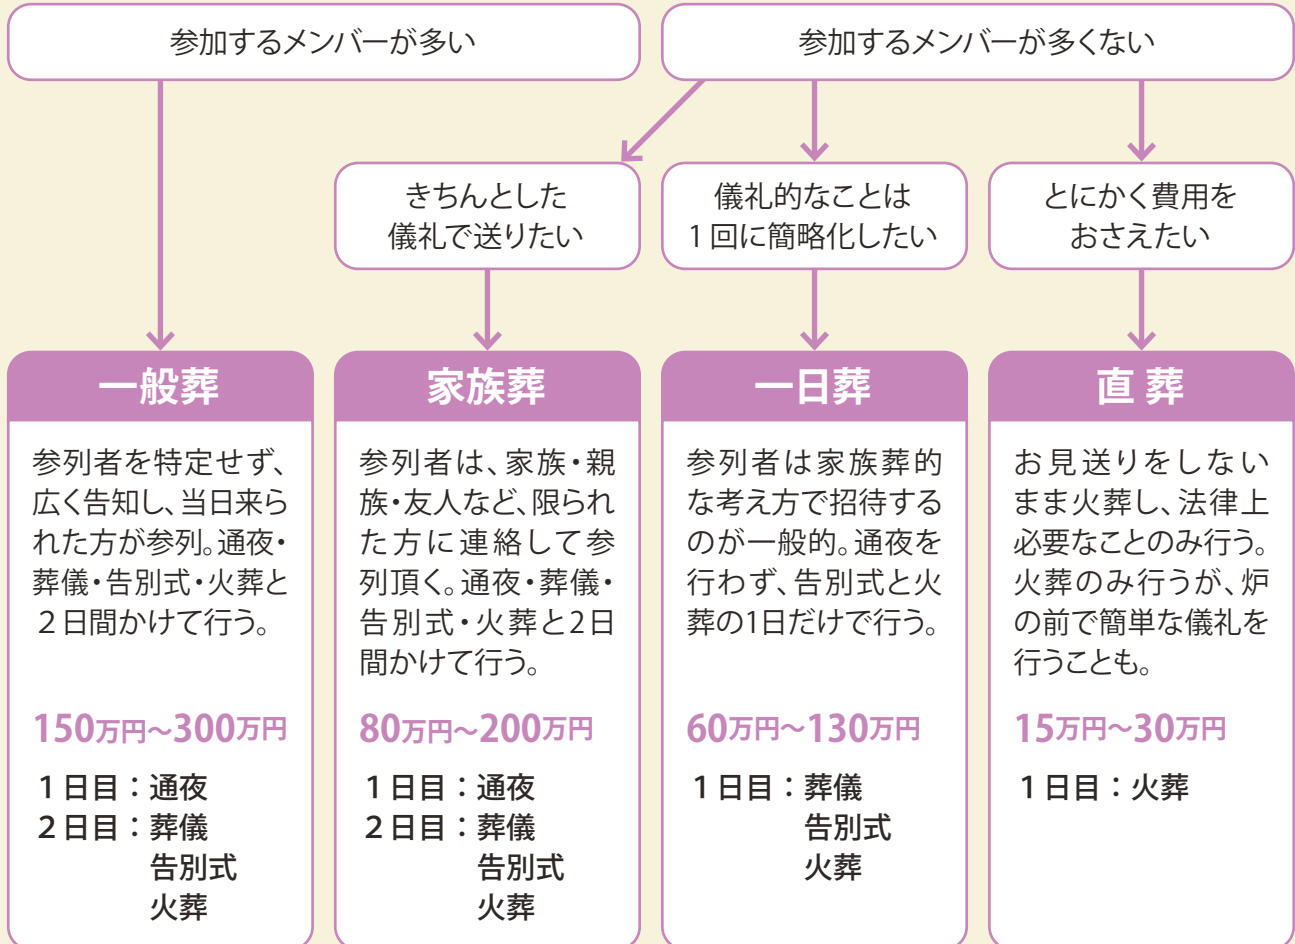 参加するメンバーが多い
参加するメンバーが多くない
きちんとした
儀礼で送りたい
儀礼的なことは
1回に簡略化したい
とにかく費用を
おさえたい
一般葬
参列者を特定せず、
広く告知し、当日来ら
れた方が参列。通夜・
葬儀・告別式・火葬と
２日間かけて行う。
150万円〜300万円
１日目：通夜
２日目：葬儀
告別式
火葬
家族葬
参列者は、家族・親
族・友人など、限られ
た方に連絡して参
列頂く。通夜・葬儀・
告別式・火葬と2日
間かけて行う。
80万円〜200万円
１日目：通夜
２日目：葬儀
告別式
火葬
一日葬
参列者は家族葬的
な考え方で招待する
のが一般的。通夜を
行わず、告別式と火
葬の1日だけで行う。
60万円〜130万円
１日目：葬儀
告別式
火葬
直葬
お見送りをしない
まま火葬し、法律上
必要なことのみ行う。
火葬のみ行うが、炉
の前で簡単な儀礼を
行うことも。
15万円〜30万円
１日目：火葬